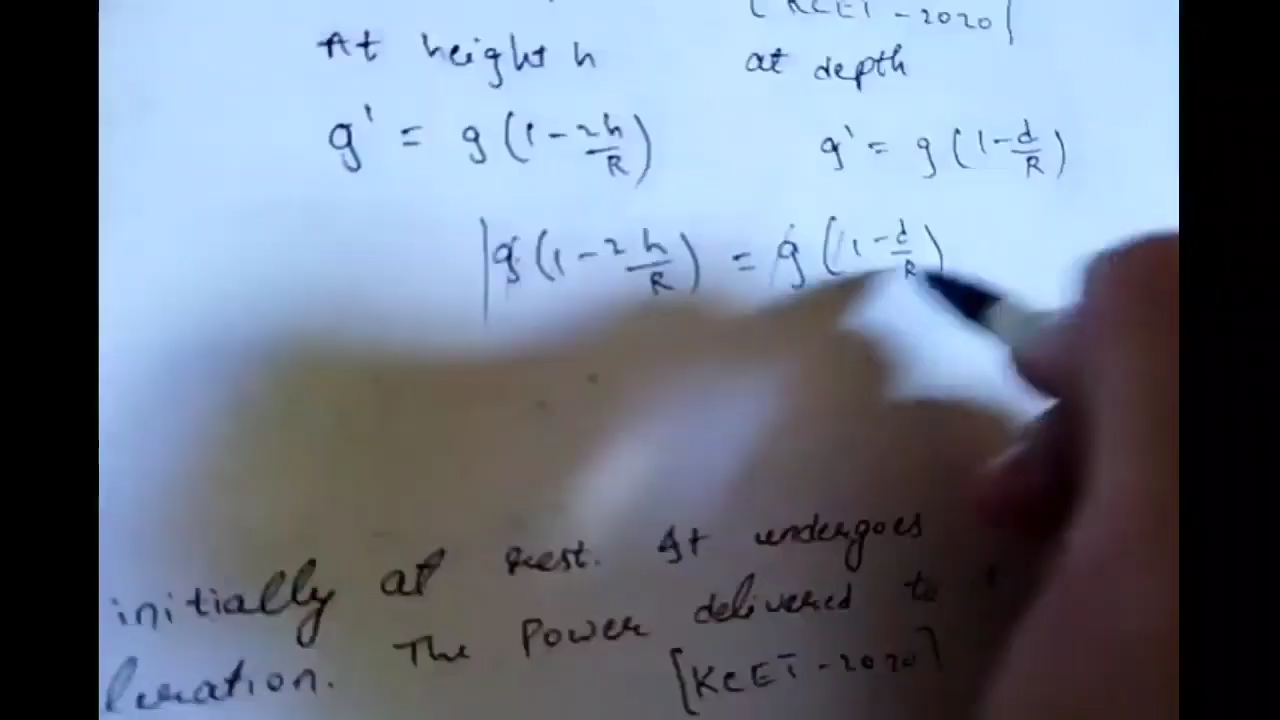 [KCET-2020]
At height h at depth
g' = g(1-2h/R) g' = g(1-d/R)
g(1-2h/R) = g(1-d/R)
initially at rest. It undergoes
leration. The Power delivered to
[KCET-2020]